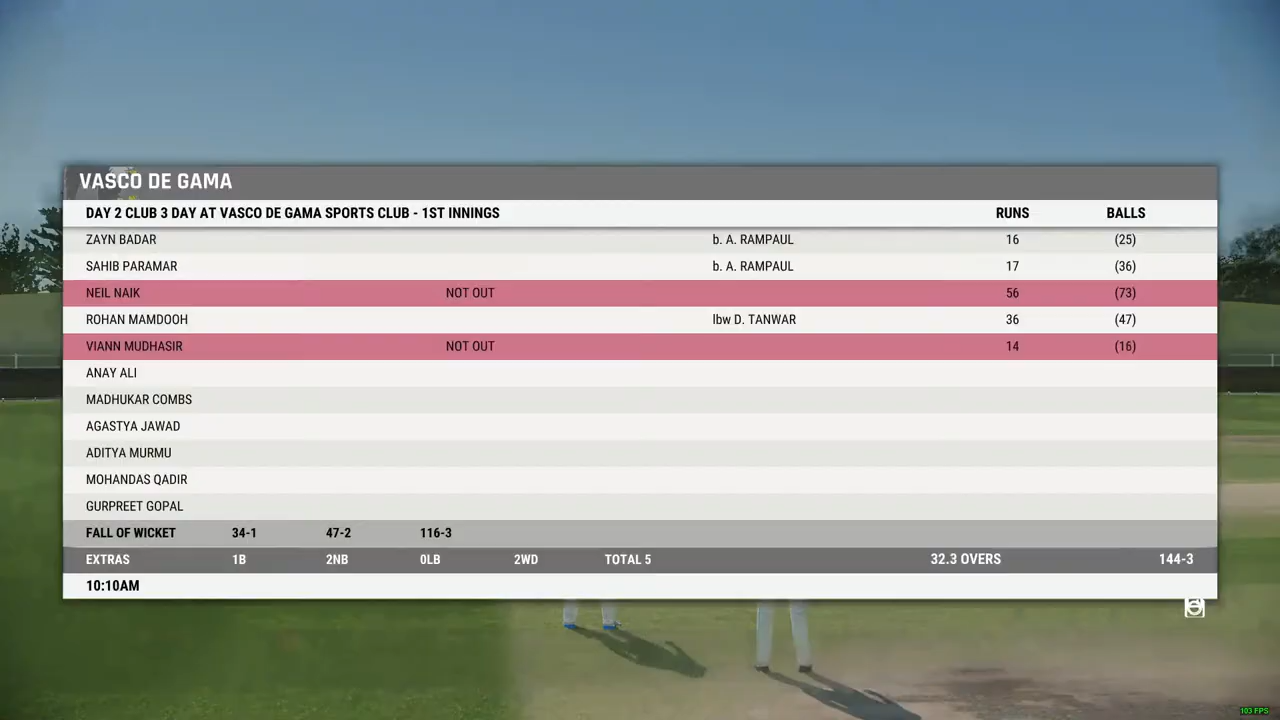 VASCO DE GAMA
DAY 2 CLUB 3 DAY AT VASCO DE GAMA SPORTS CLUB - 1ST INNINGS RUNS BALLS
ZAYN BADAR b. A. RAMPAUL 16 (25)
SAHIB PARAMAR b. A. RAMPAUL 17 (36)
NEIL NAIK NOT OUT 56 (73)
ROHAN MAMDOOH lbw D. TANWAR 36 (47)
VIANN MUDHASIR NOT OUT 14 (16)
ANAY ALI
MADHUKAR COMBS
AGASTYA JAWAD
ADITYA MURMU
MOHANDAS QADIR
GURPREET GOPAL
FALL OF WICKET 34-1 47-2 116-3
EXTRAS 1B 2NB 0LB 2WD TOTAL 5 32.3 OVERS 144-3
10:10AM
103 FPS